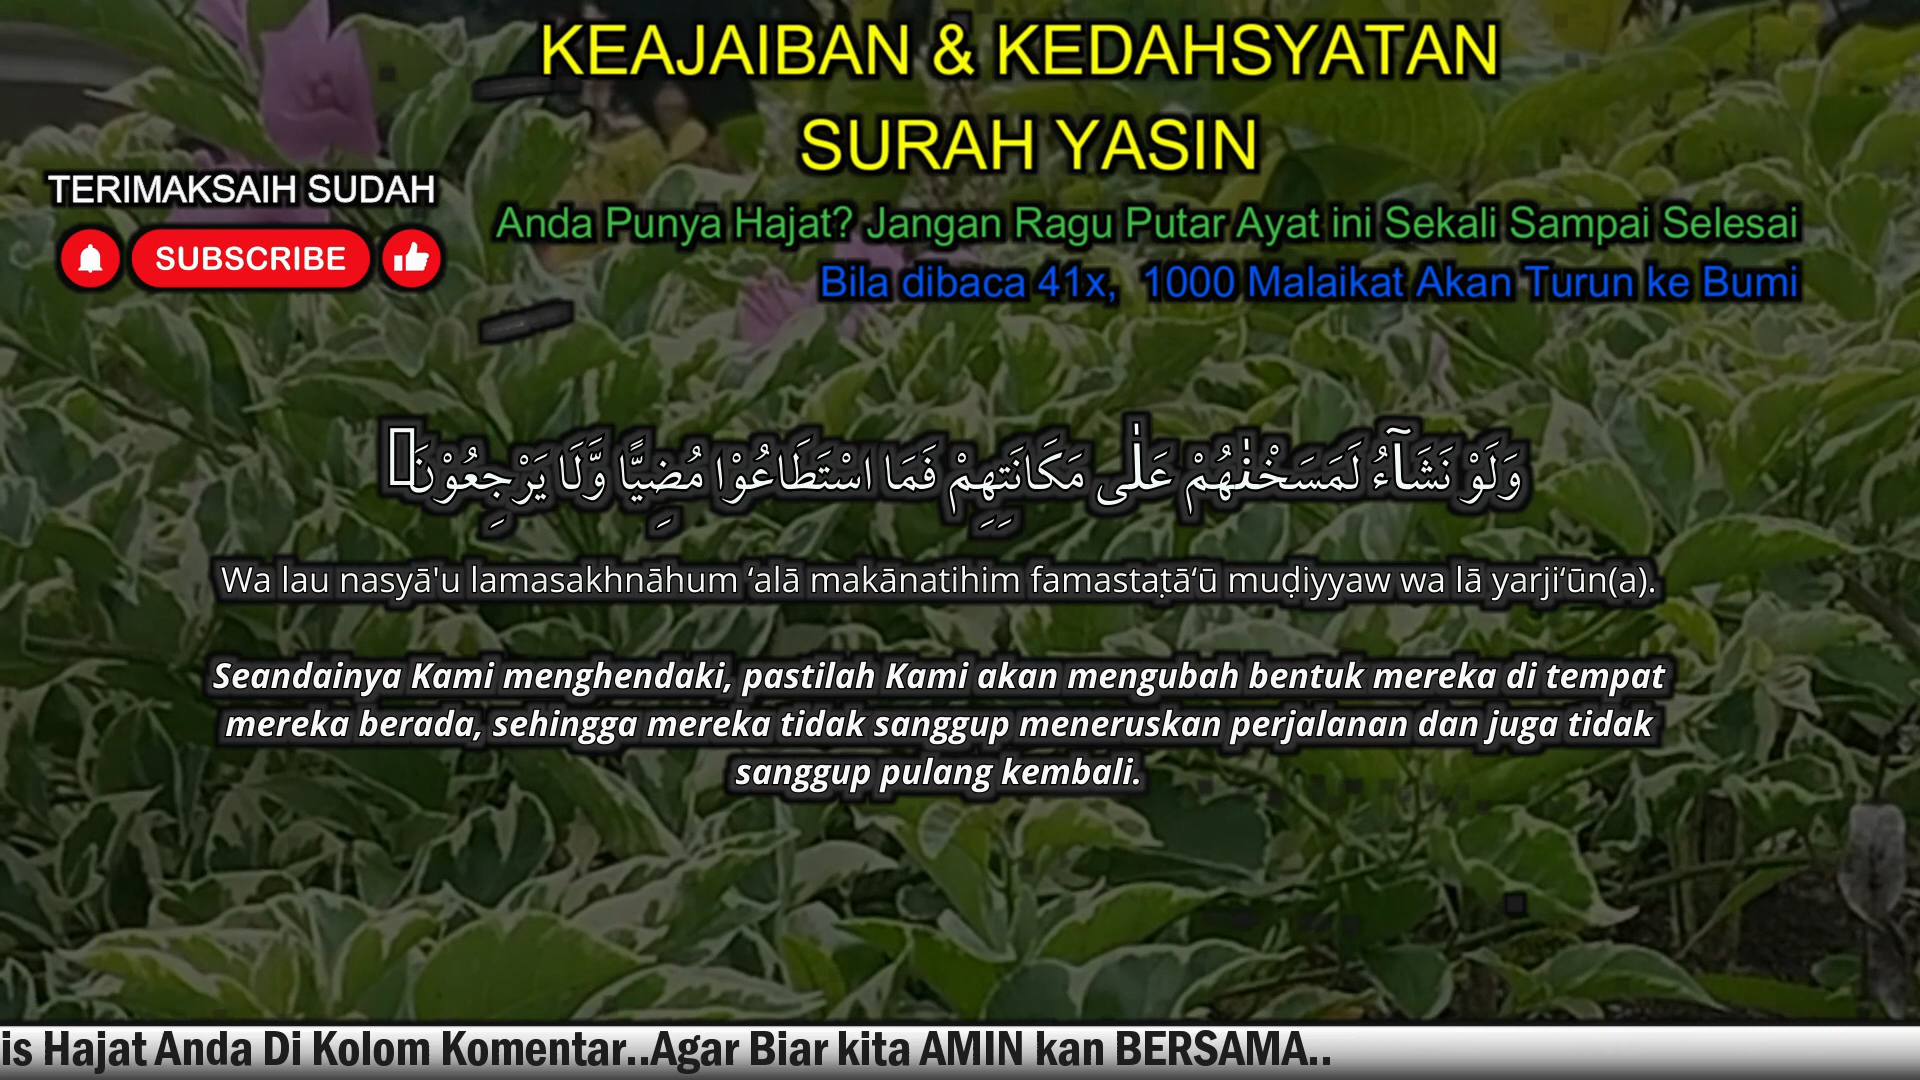 KEAJAIBAN & KEDAHSYATAN
SURAH YASIN
TERIMAKSAIH SUDAH
SUBSCRIBE
Anda Punya Hajat? Jangan Ragu Putar Ayat ini Sekali Sampai Selesai
Bila dibaca 41x, 1000 Malaikat Akan Turun ke Bumi
وَلَوْ نَشَاۤءُ لَمَسَخْنٰهُمْ عَلٰى مَكَانَتِهِمْ فَمَا اسْتَطَاعُوْا مُضِيًّا وَّلَا يَرْجِعُوْنَ
Wa lau nasyā'u lamasakhnāhum ‘alā makānatihim famastaṭā‘ū muḍiyyaw wa lā yarji‘ūn(a).
Seandainya Kami menghendaki, pastilah Kami akan mengubah bentuk mereka di tempat
mereka berada, sehingga mereka tidak sanggup meneruskan perjalanan dan juga tidak
sanggup pulang kembali.
is Hajat Anda Di Kolom Komentar..Agar Biar kita AMIN kan BERSAMA..